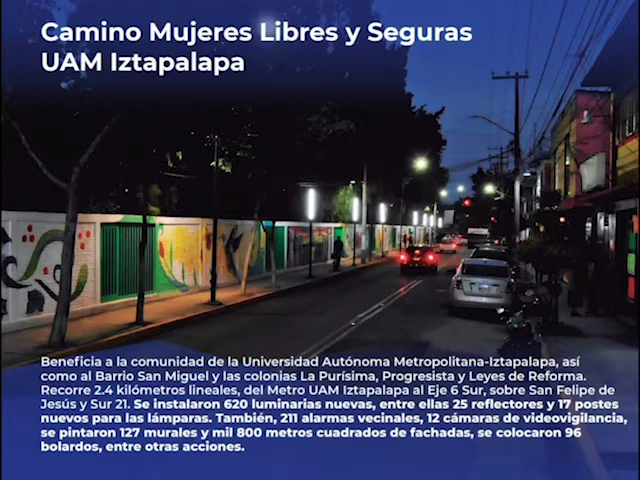 Camino Mujeres Libres y Seguras
UAM Iztapalapa
Beneficia a la comunidad de la Universidad Autónoma Metropolitana-Iztapalapa, así
como al Barrio San Miguel y las colonias La Purísima, Progresista y Leyes de Reforma.
Recorre 2.4 kilómetros lineales, del Metro UAM Iztapalapa al Eje 6 Sur, sobre San Felipe de
Jesús y Sur 21. Se instalaron 620 luminarias nuevas, entre ellas 25 reflectores y 17 postes
nuevos para las lámparas. También, 211 alarmas vecinales, 12 cámaras de videovigilancia,
se pintaron 127 murales y mil 800 metros cuadrados de fachadas, se colocaron 96
bolardos, entre otras acciones.